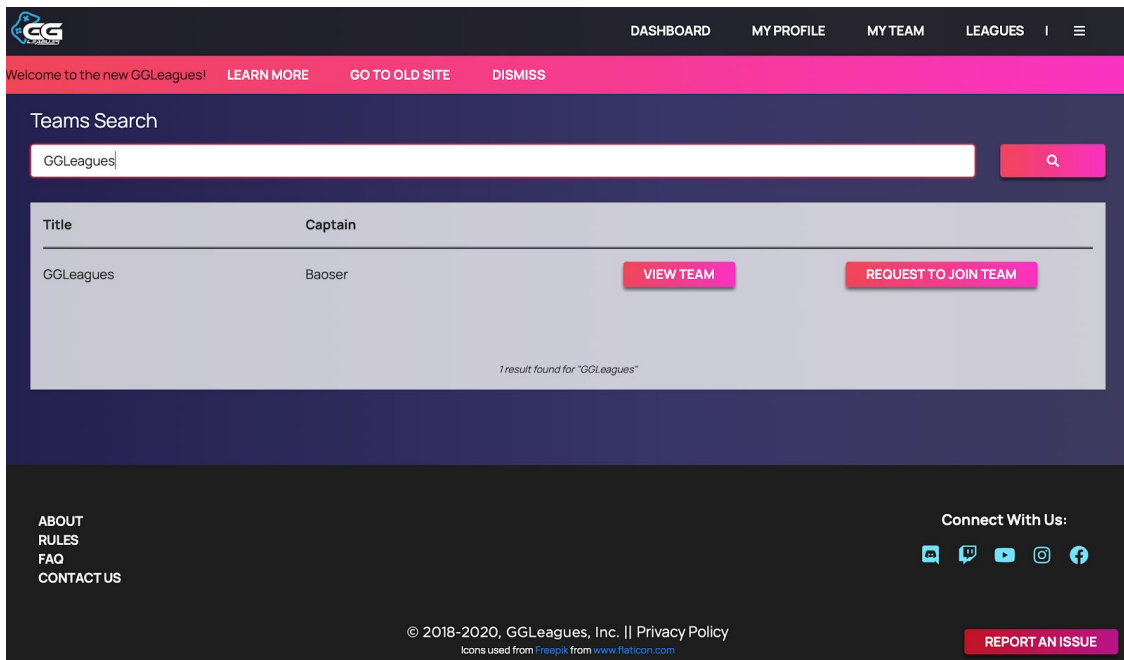 GG
LEAGUES
DASHBOARD MY PROFILE MY TEAM LEAGUES | ☰
Welcome to the new GGLeagues! LEARN MORE GO TO OLD SITE DISMISS
Teams Search
GGLeagues
Title Captain
GGLeagues Baoser VIEW TEAM REQUEST TO JOIN TEAM
1 result found for "GGLeagues"
ABOUT
RULES
FAQ
CONTACT US
Connect With Us:
© 2018-2020, GGLeagues, Inc. || Privacy Policy
Icons used from Freepik from www.flaticon.com
REPORT AN ISSUE